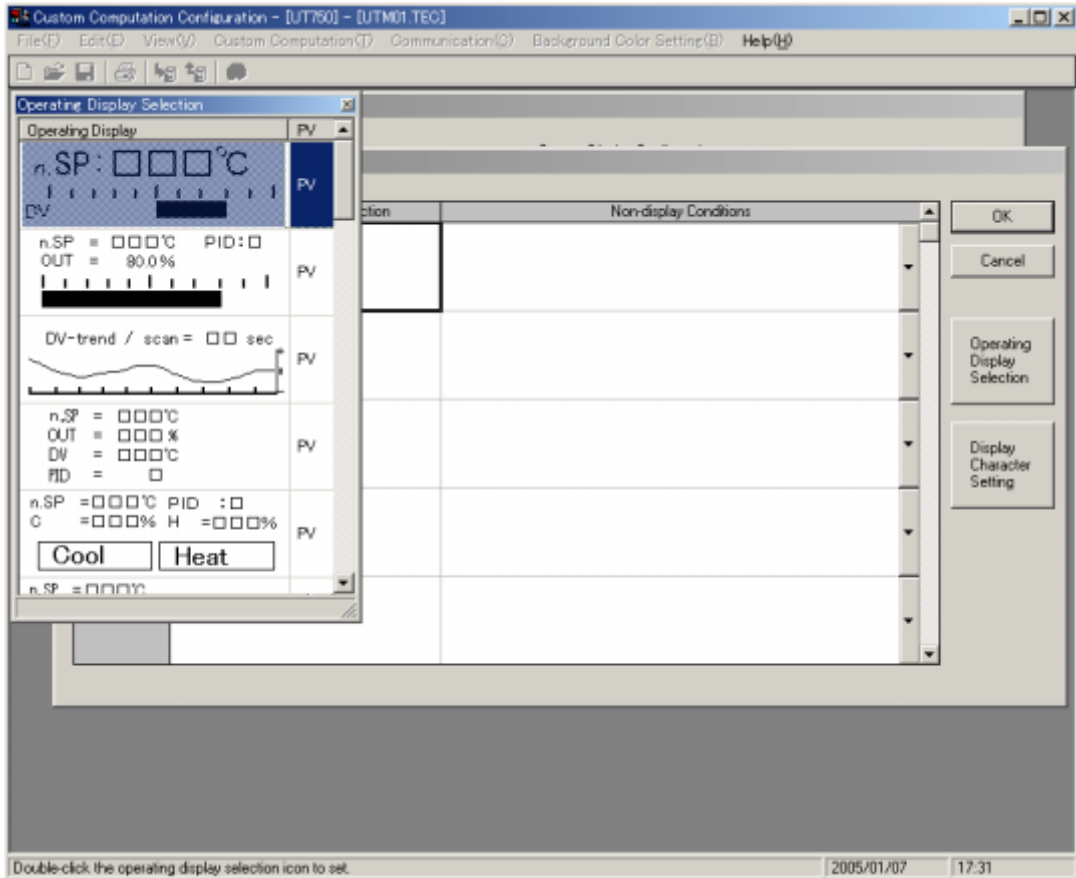 Custom Computation Configuration - [UT750] - [UTM01.TEC]
File(F) Edit(E) View(V) Custom Computation(T) Communication(C) Background Color Setting(B) Help(H)
Operating Display Selection
Operating Display PV
n.SP:□□□℃
DV
PV
n.SP = □□□℃ PID:□
OUT = 80.0%
PV
DV-trend / scan= □□ sec
PV
n.SP = □□□℃
OUT = □□□%
DV = □□□℃
PID = □
PV
n.SP =□□□℃ PID :□
C =□□□% H =□□□%
Cool Heat
PV
n.SP =□□□℃
ction Non-display Conditions
OK
Cancel
Operating
Display
Selection
Display
Character
Setting
Double-click the operating display selection icon to set.
2005/01/07 17:31